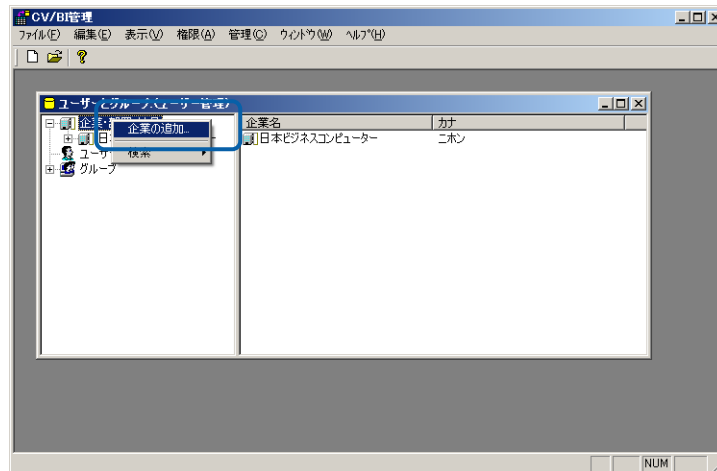 CV/BI管理
ファイル(F) 編集(E) 表示(V) 権限(A) 管理(C) ウィンドウ(W) ヘルプ(H)
ユーザーとグループ(ユーザー管理)
企業名 カナ
企業の追加...
日本ビジネスコンピューター ニホン
検索
ユーザ
グループ
NUM